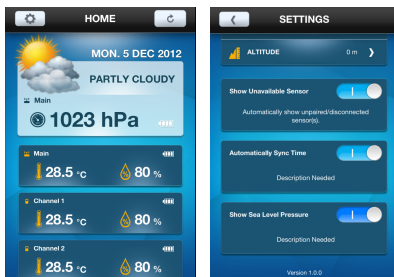 HOME
MON. 5 DEC 2012
PARTLY CLOUDY
Main
1023 hPa
Main
28.5 °C
80 %
Channel 1
28.5 °C
80 %
Channel 2
28.5 °C
80 %
SETTINGS
ALTITUDE
0 m
Show Unavailable Sensor
Automatically show unpaired/disconnected
sensor(s).
Automatically Sync Time
Description Needed
Show Sea Level Pressure
Description Needed
Version 1.0.0